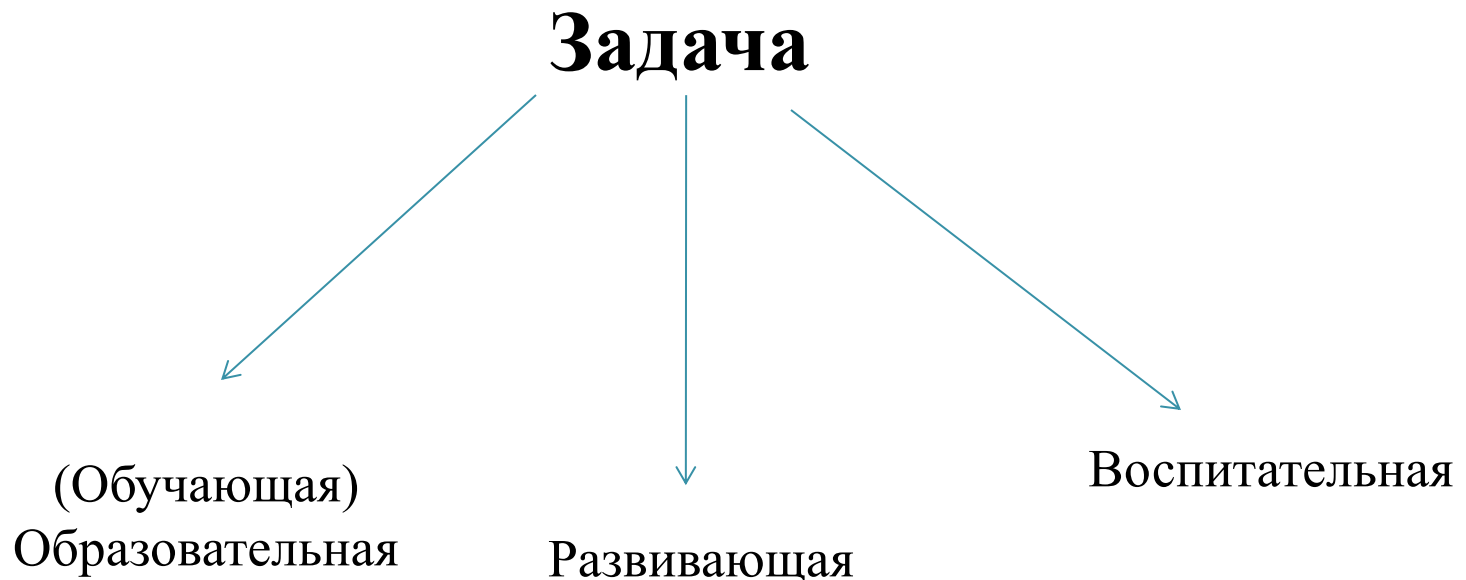 Задача
(Обучающая)
Образовательная
Развивающая
Воспитательная